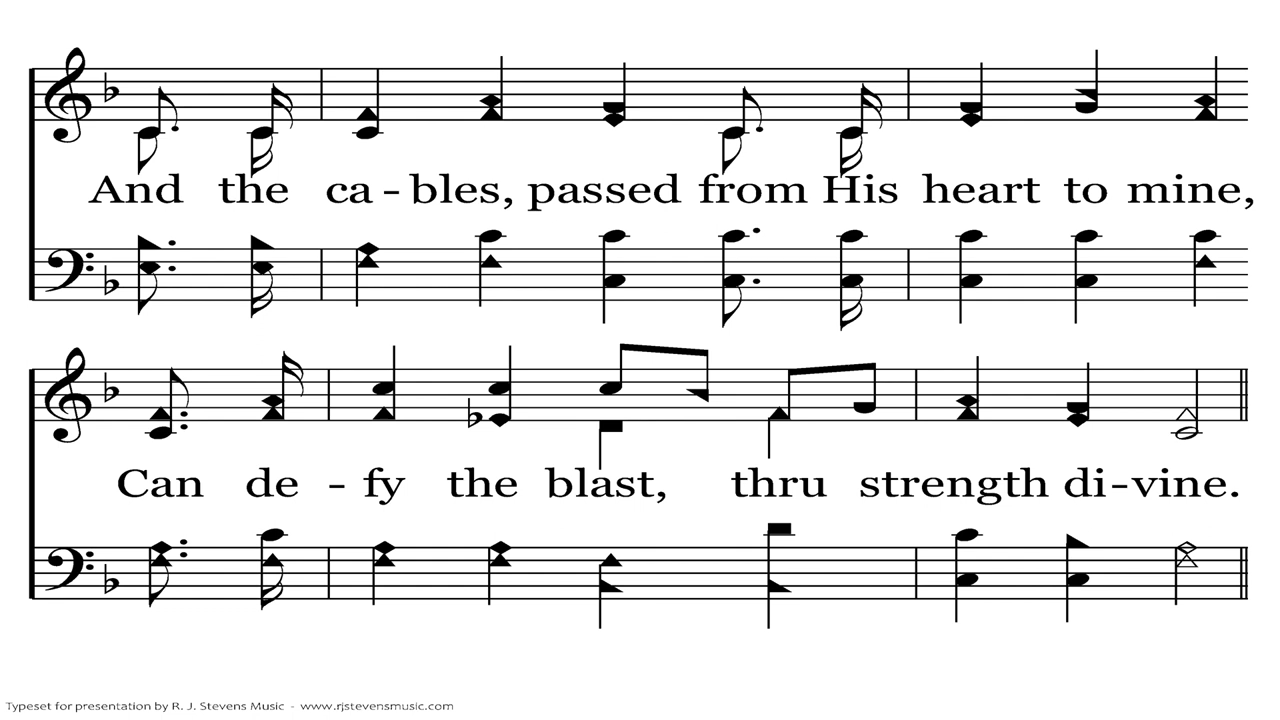 And the ca - bles, passed from His heart to mine,
Can de - fy the blast, thru strength di - vine.
Typeset for presentation by R. J. Stevens Music - www.rjstevensmusic.com